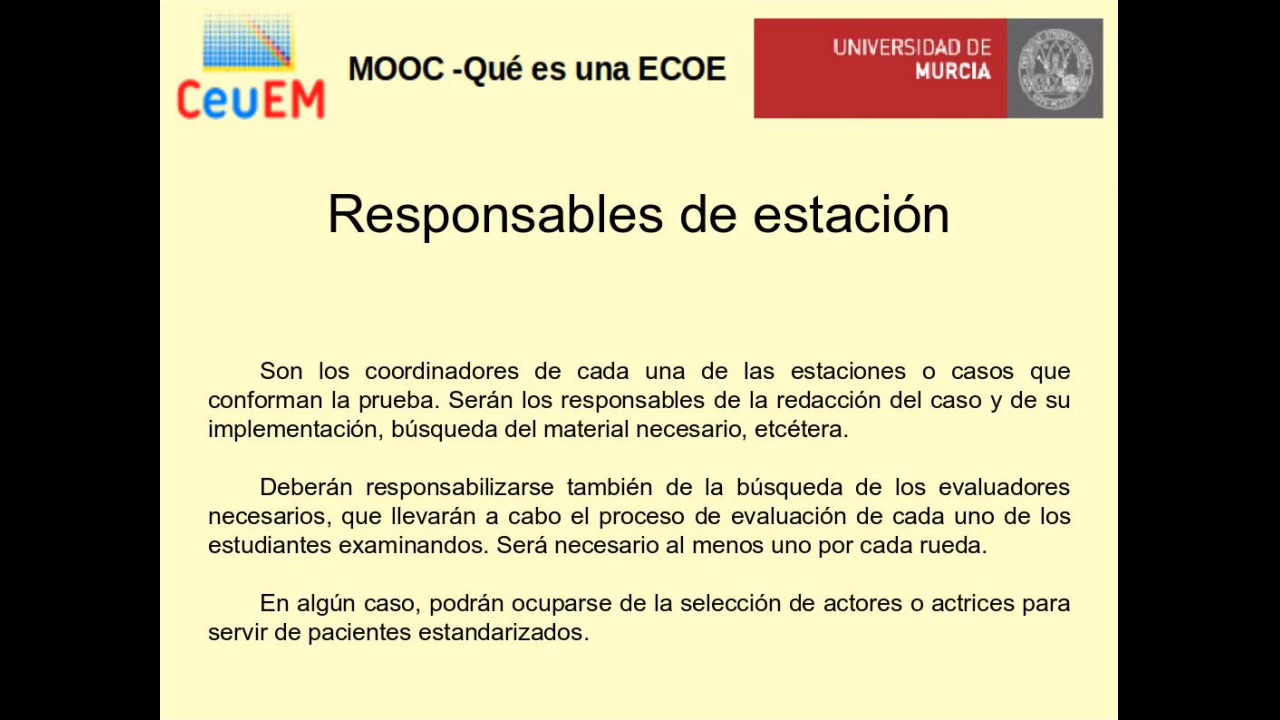 CeuEM
MOOC -Qué es una ECOE
UNIVERSIDAD DE
MURCIA
Responsables de estación
Son los coordinadores de cada una de las estaciones o casos que
conforman la prueba. Serán los responsables de la redacción del caso y de su
implementación, búsqueda del material necesario, etcétera.
Deberán responsabilizarse también de la búsqueda de los evaluadores
necesarios, que llevarán a cabo el proceso de evaluación de cada uno de los
estudiantes examinandos. Será necesario al menos uno por cada rueda.
En algún caso, podrán ocuparse de la selección de actores o actrices para
servir de pacientes estandarizados.